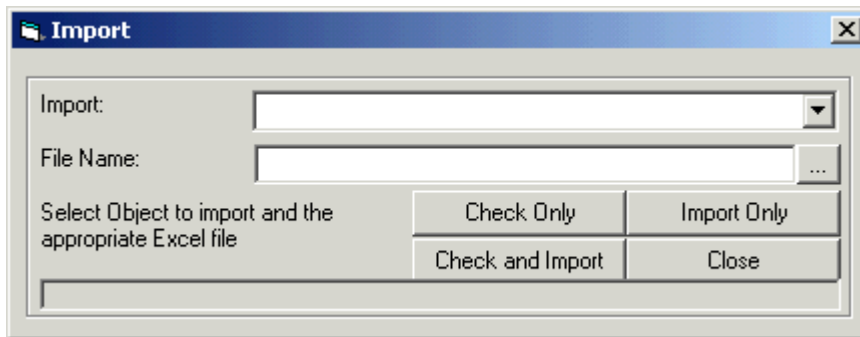 Import
Import:
File Name:
...
Select Object to import and the
appropriate Excel file
Check Only
Import Only
Check and Import
Close